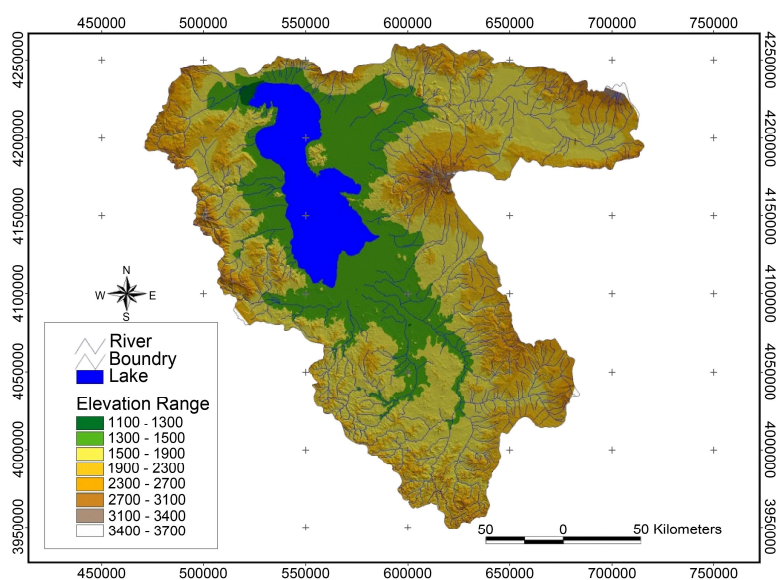 450000 500000 550000 600000 650000 700000 750000
4250000 4250000
4200000 4200000
4150000 4150000
4100000 4100000
4050000 4050000
4000000 4000000
3950000 3950000
N
W E
S
River
Boundry
Lake
Elevation Range
1100 - 1300
1300 - 1500
1500 - 1900
1900 - 2300
2300 - 2700
2700 - 3100
3100 - 3400
3400 - 3700
50 0 50 Kilometers
450000 500000 550000 600000 650000 700000 750000